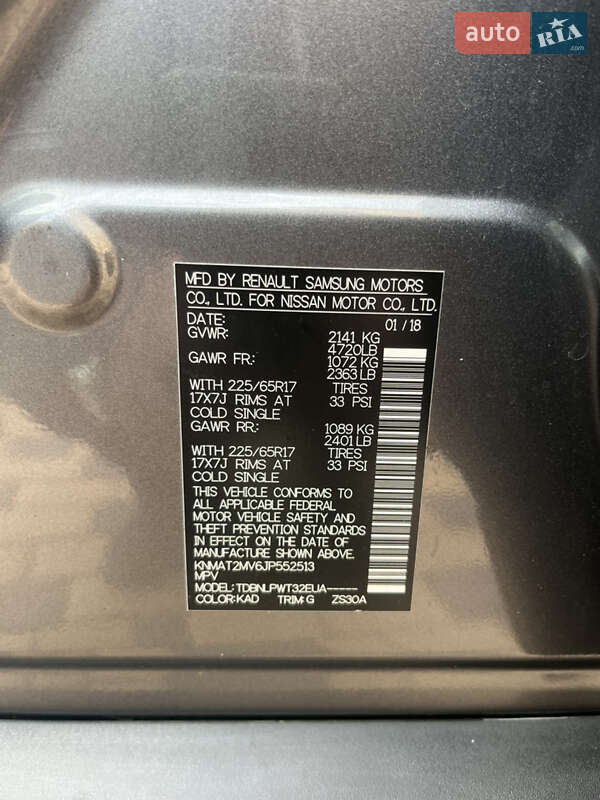 auto RIA.com
MFD BY RENAULT SAMSUNG MOTORS
CO., LTD. FOR NISSAN MOTOR CO., LTD.
DATE: 01/18
GVWR: 2141 KG
4720LB
GAWR FR: 1072 KG
2363LB
WITH 225/65R17 TIRES
17X7J RIMS AT 33 PSI
COLD SINGLE
GAWR RR: 1089 KG
2401LB
WITH 225/65R17 TIRES
17X7J RIMS AT 33 PSI
COLD SINGLE
THIS VEHICLE CONFORMS TO
ALL APPLICABLE FEDERAL
MOTOR VEHICLE SAFETY AND
THEFT PREVENTION STANDARDS
IN EFFECT ON THE DATE OF
MANUFACTURE SHOWN ABOVE.
KNMAT2MV6JP552513
MPV
MODEL: TDBNLPWT32EUA-----
COLOR: KAD TRIM: G ZS30A